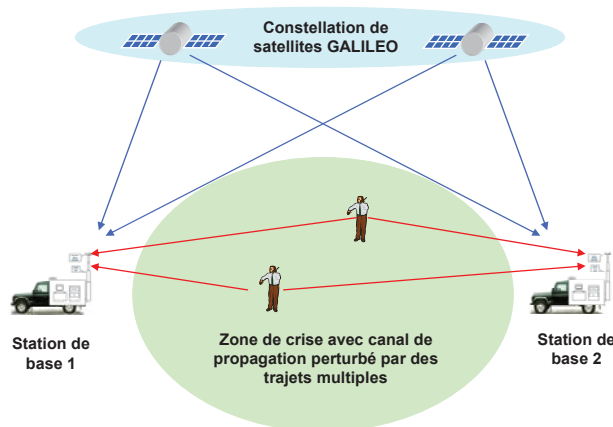 Constellation de
satellites GALILEO
Zone de crise avec canal de
propagation perturbé par des
trajets multiples
Station de
base 1
Station de
base 2